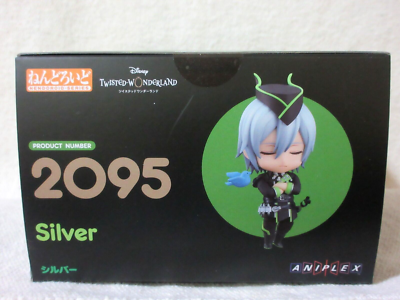 ねんどろいど
NENDOROID SERIES
Disney
TWISTED-WONDERLAND
ツイステッドワンダーランド
PRODUCT NUMBER
2095
Silver
シルバー
ANIPLEX